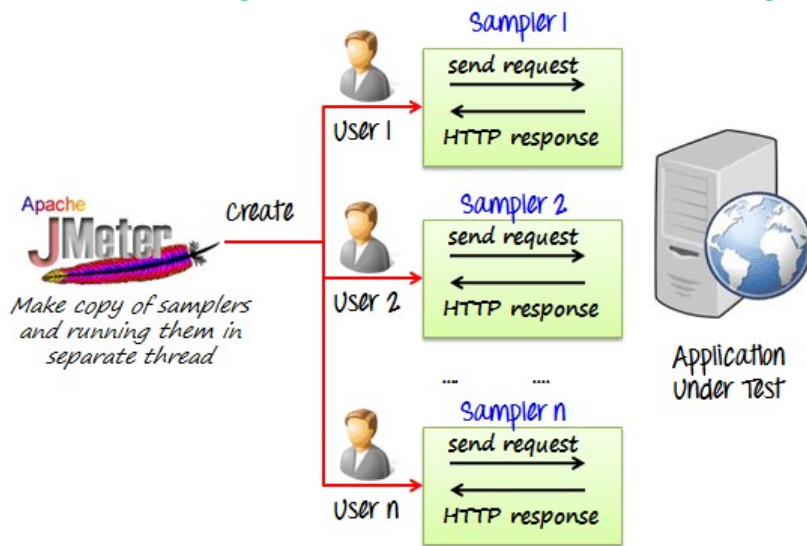 Apache
JMeter
Make copy of samplers
and running them in
separate thread
Create
User 1
Sampler 1
send request
HTTP response
User 2
Sampler 2
send request
HTTP response
.... ....
User n
Sampler n
send request
HTTP response
Application
Under Test